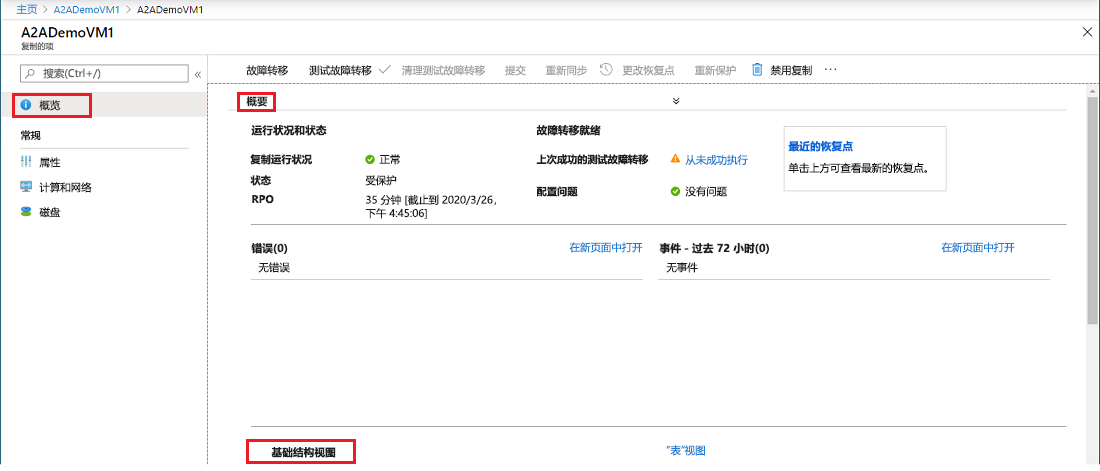 主页 > A2ADemoVM1 > A2ADemoVM1
A2ADemoVM1
复制的项
搜索(Ctrl+/)
«
概览
常规
属性
计算和网络
磁盘
故障转移 测试故障转移 清理测试故障转移 提交 重新同步 更改恢复点 重新保护 禁用复制 ...
概要
运行状况和状态
复制运行状况 正常
状态 受保护
RPO 35 分钟 [截止到 2020/3/26,
下午 4:45:06]
故障转移就绪
上次成功的测试故障转移 从未成功执行
配置问题 没有问题
最近的恢复点
单击上方可查看最新的恢复点。
错误(0) 在新页面中打开
无错误
事件 - 过去 72 小时(0) 在新页面中打开
无事件
基础结构视图 “表”视图